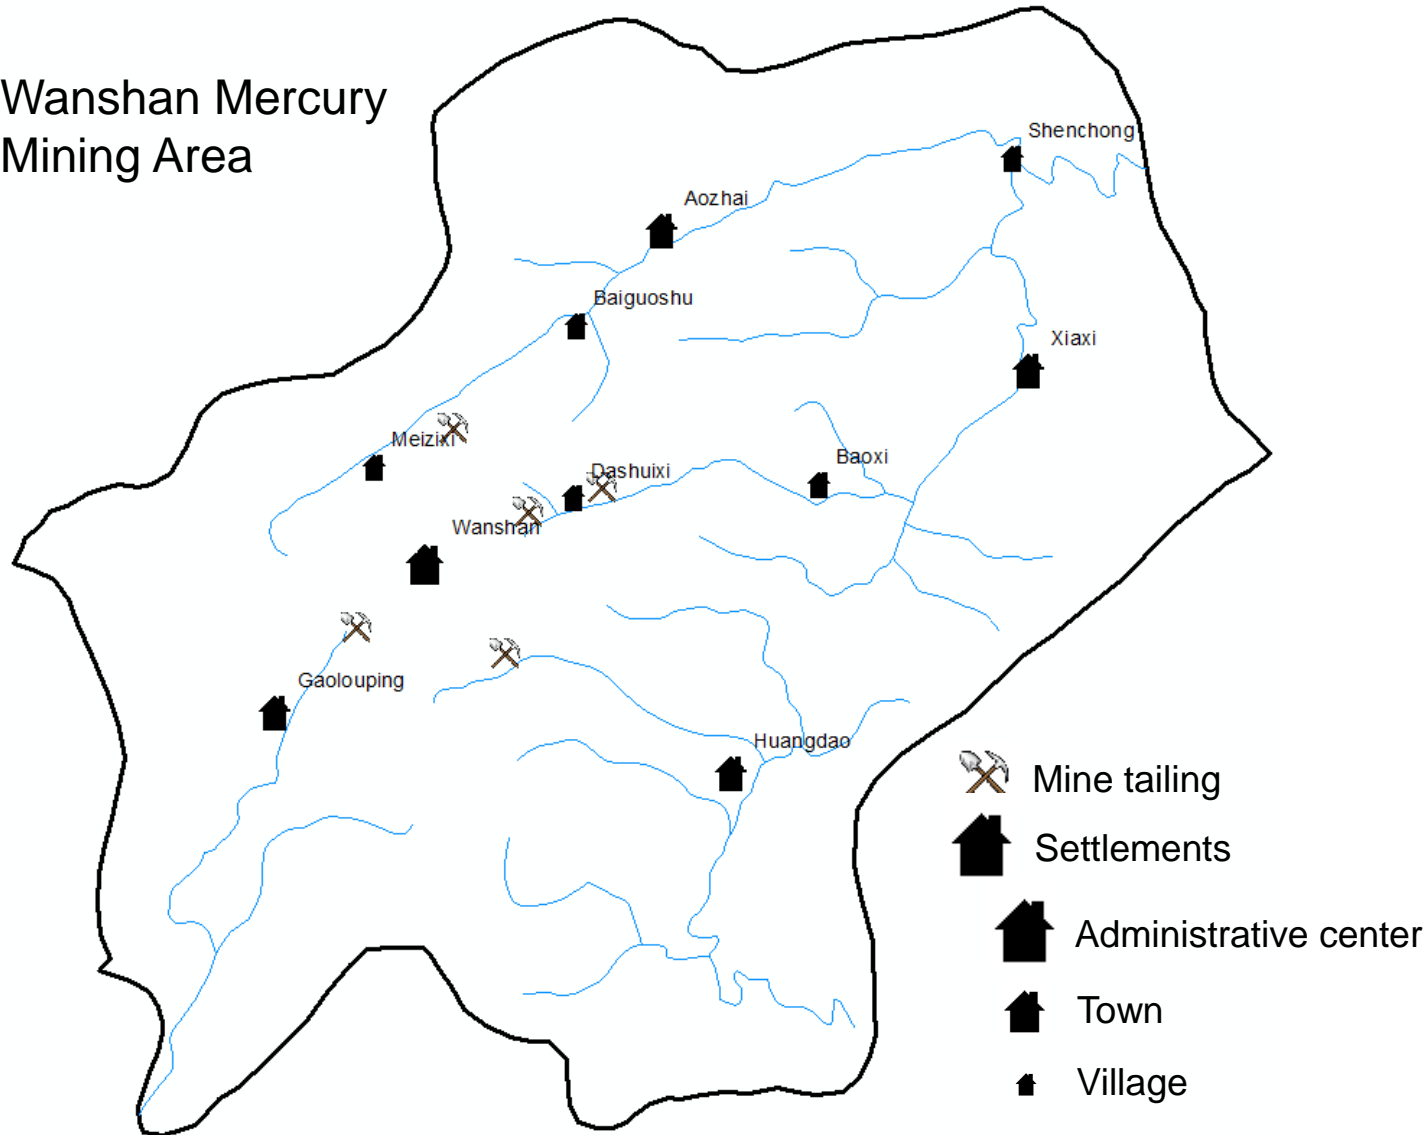 Wanshan Mercury
Mining Area
Shenchong
Aozhai
Baiguoshu
Xiaxi
Meizixi
Baoxi
Dashuixi
Wanshan
Gaolouping
Huangdao
Mine tailing
Settlements
Administrative center
Town
Village